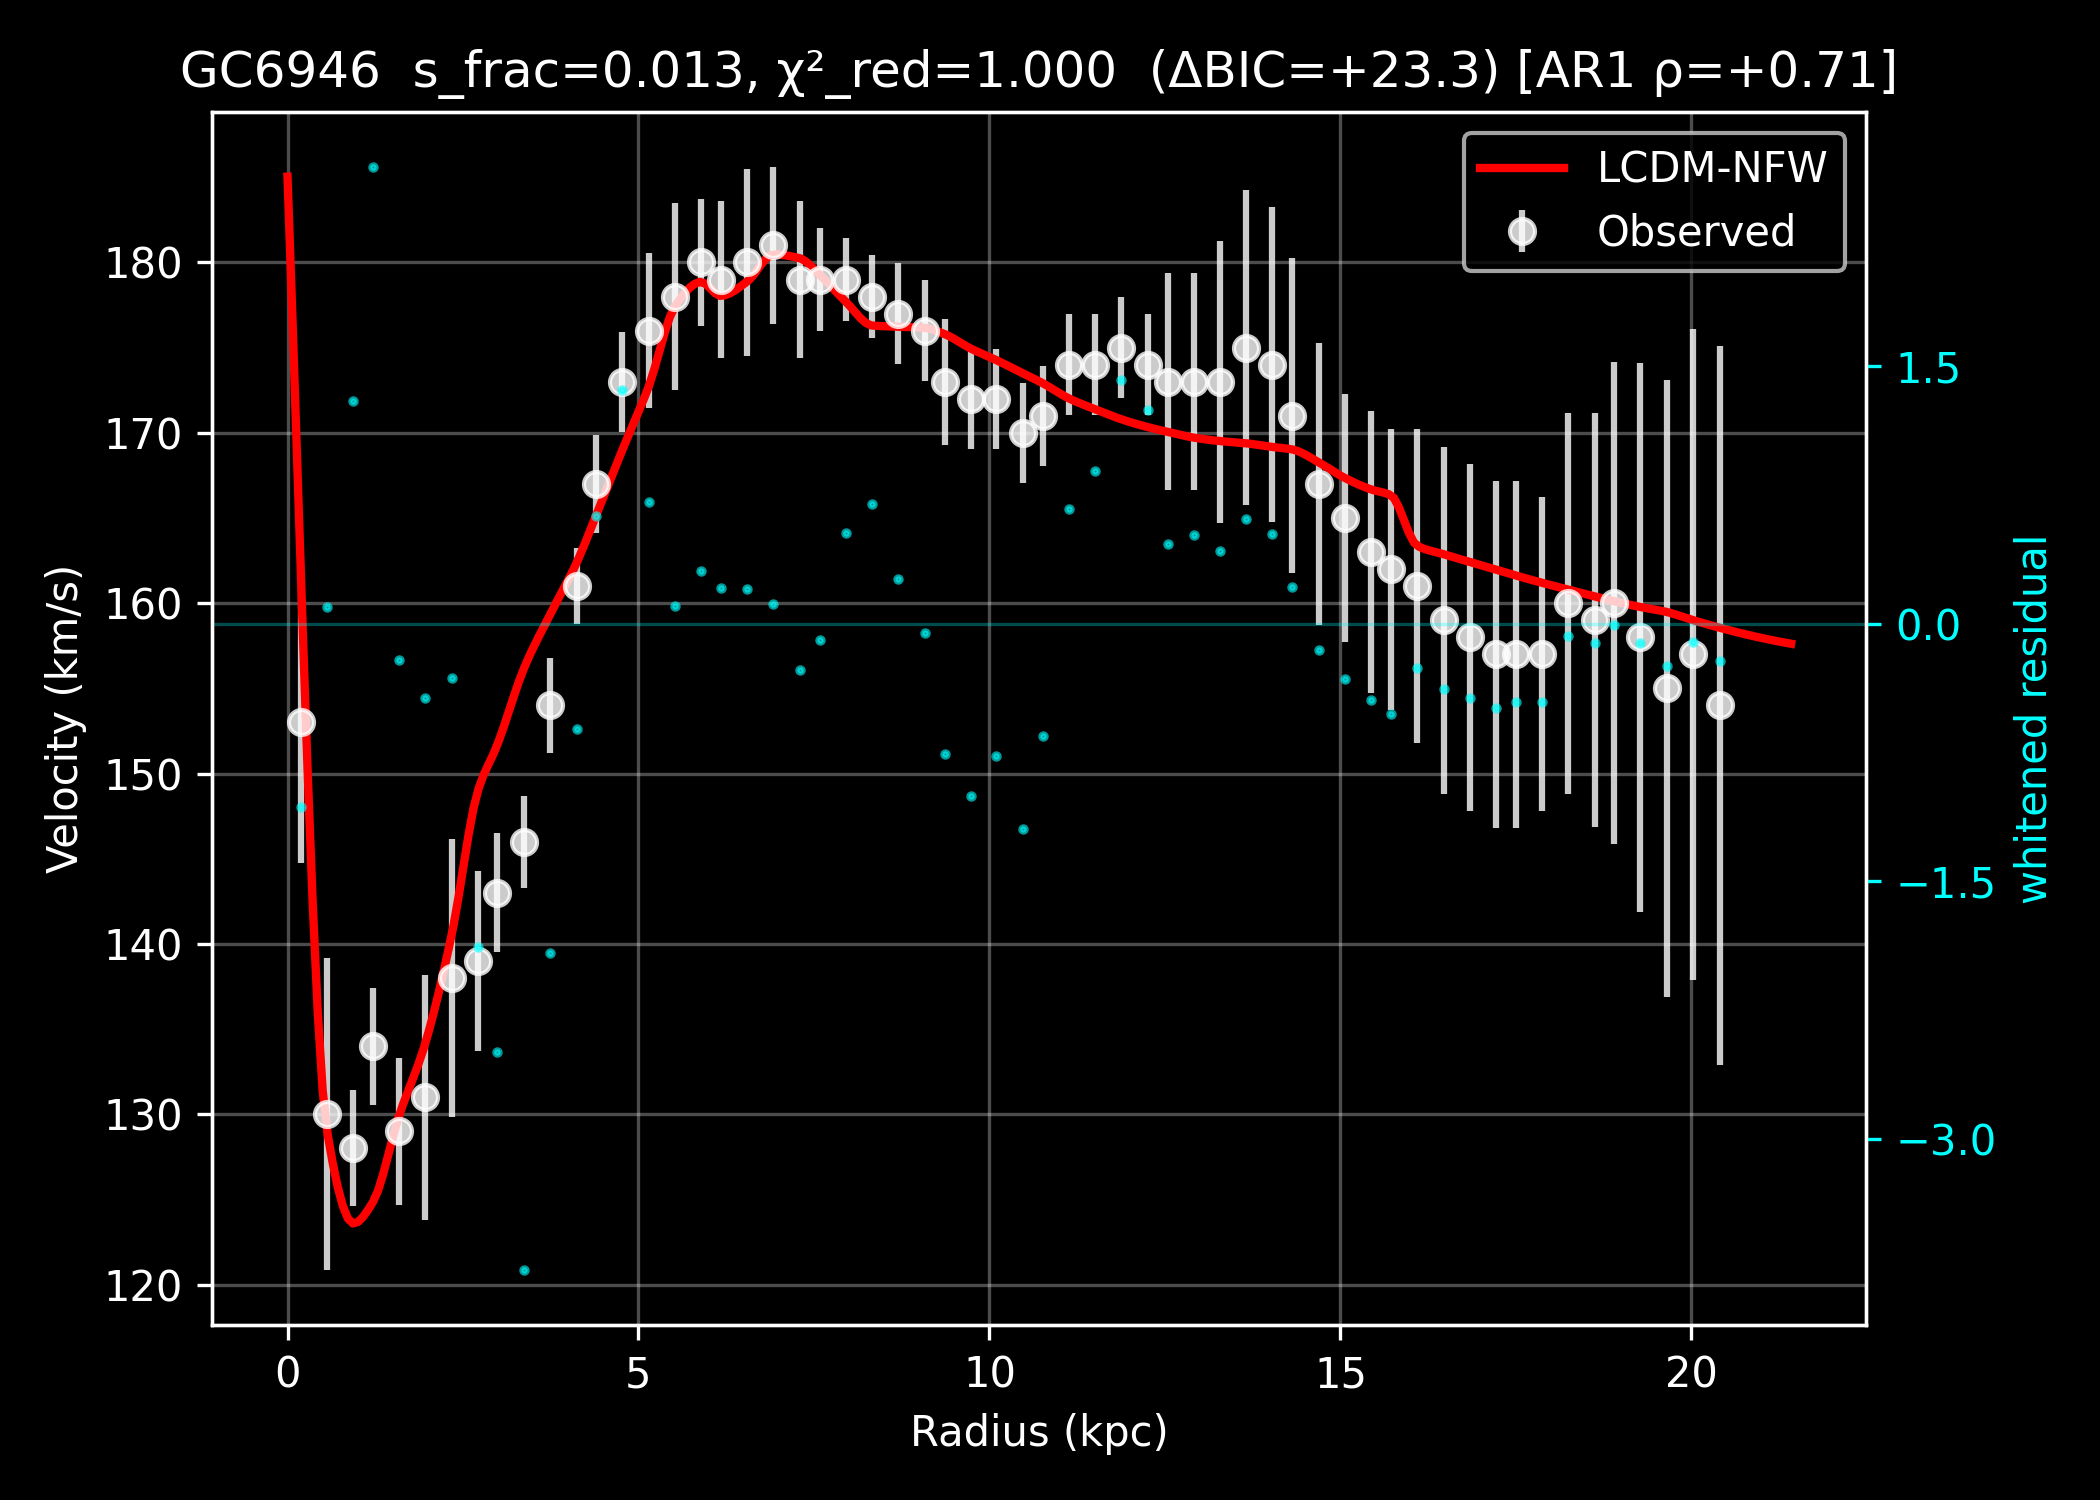 GC6946  s_frac=0.013, χ²_red=1.000  (ΔBIC=+23.3) [AR1 ρ=+0.71]
LCDM-NFW
Observed
180
170
160
150
140
130
120
Velocity (km/s)
1.5
0.0
−1.5
−3.0
whitened residual
0 5 10 15 20
Radius (kpc)